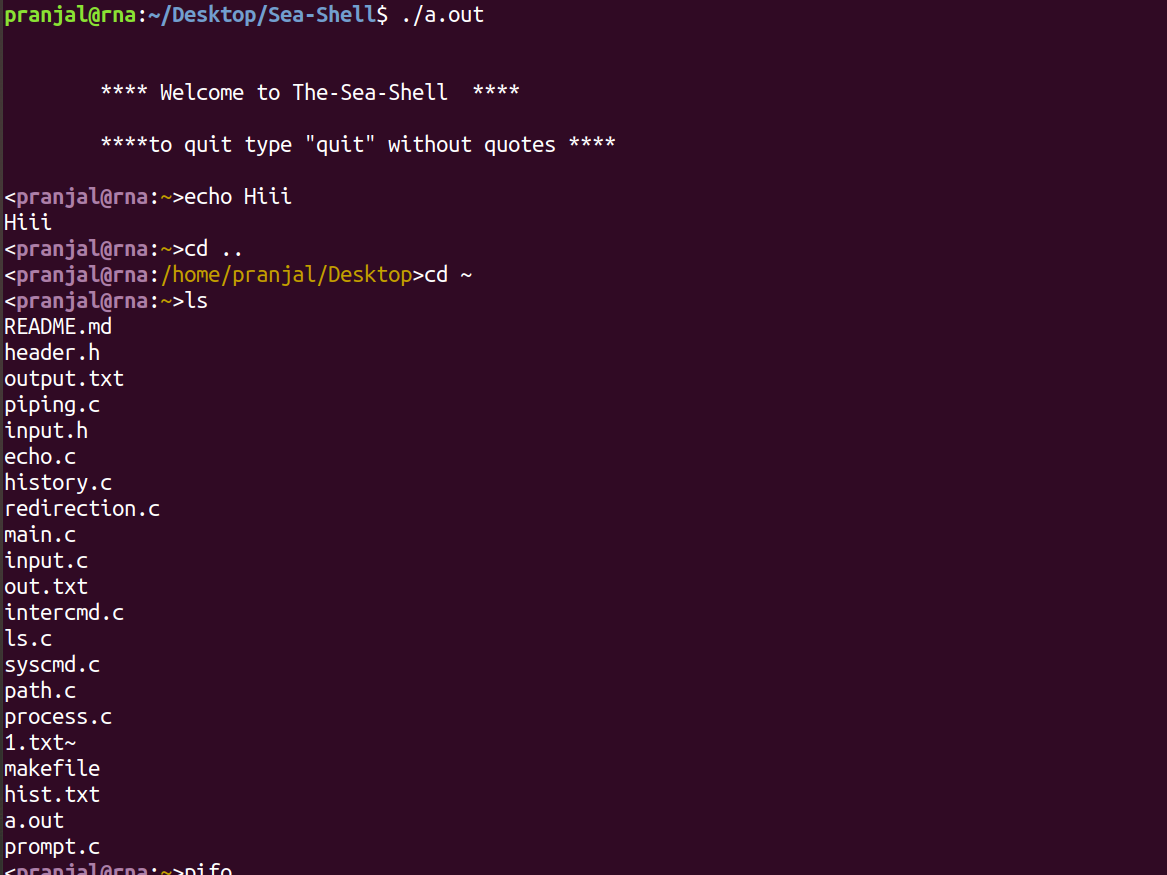 pranjal@rna:~/Desktop/Sea-Shell$ ./a.out
**** Welcome to The-Sea-Shell  ****
****to quit type "quit" without quotes ****
<pranjal@rna:~>echo Hiii
Hiii
<pranjal@rna:~>cd ..
<pranjal@rna:/home/pranjal/Desktop>cd ~
<pranjal@rna:~>ls
README.md
header.h
output.txt
piping.c
input.h
echo.c
history.c
redirection.c
main.c
input.c
out.txt
intercmd.c
ls.c
syscmd.c
path.c
process.c
1.txt~
makefile
hist.txt
a.out
prompt.c
<pranjal@rna:~>pifo